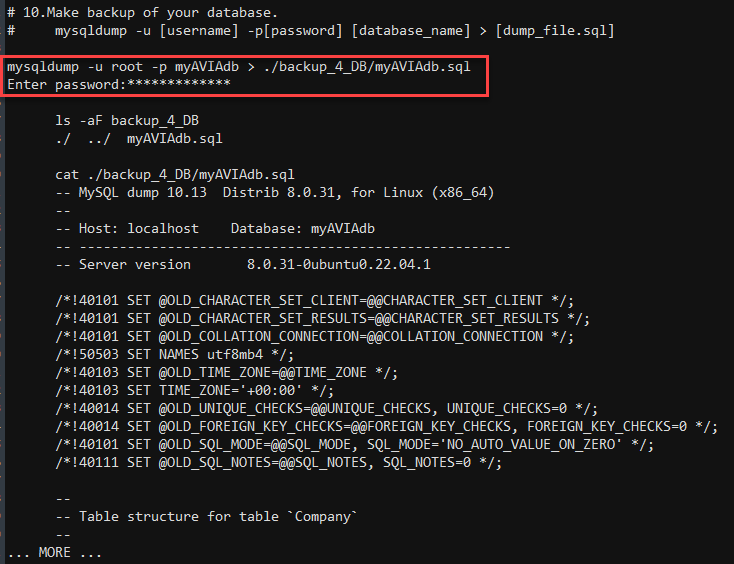 # 10.Make backup of your database.
#     mysqldump -u [username] -p[password] [database_name] > [dump_file.sql]
mysqldump -u root -p myAVIAdb > ./backup_4_DB/myAVIAdb.sql
Enter password:*************
ls -aF backup_4_DB
./  ../  myAVIAdb.sql
cat ./backup_4_DB/myAVIAdb.sql
-- MySQL dump 10.13  Distrib 8.0.31, for Linux (x86_64)
--
-- Host: localhost    Database: myAVIAdb
-- ------------------------------------------------------
-- Server version       8.0.31-0ubuntu0.22.04.1
/*!40101 SET @OLD_CHARACTER_SET_CLIENT=@@CHARACTER_SET_CLIENT */;
/*!40101 SET @OLD_CHARACTER_SET_RESULTS=@@CHARACTER_SET_RESULTS */;
/*!40101 SET @OLD_COLLATION_CONNECTION=@@COLLATION_CONNECTION */;
/*!50503 SET NAMES utf8mb4 */;
/*!40103 SET @OLD_TIME_ZONE=@@TIME_ZONE */;
/*!40103 SET TIME_ZONE='+00:00' */;
/*!40014 SET @OLD_UNIQUE_CHECKS=@@UNIQUE_CHECKS, UNIQUE_CHECKS=0 */;
/*!40014 SET @OLD_FOREIGN_KEY_CHECKS=@@FOREIGN_KEY_CHECKS, FOREIGN_KEY_CHECKS=0 */;
/*!40101 SET @OLD_SQL_MODE=@@SQL_MODE, SQL_MODE='NO_AUTO_VALUE_ON_ZERO' */;
/*!40111 SET @OLD_SQL_NOTES=@@SQL_NOTES, SQL_NOTES=0 */;
--
-- Table structure for table `Company`
--
... MORE ...